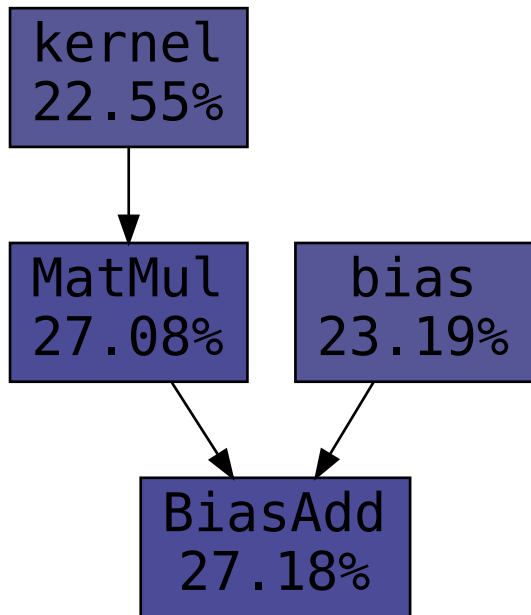 kernel
22.55%
MatMul
27.08%
bias
23.19%
BiasAdd
27.18%